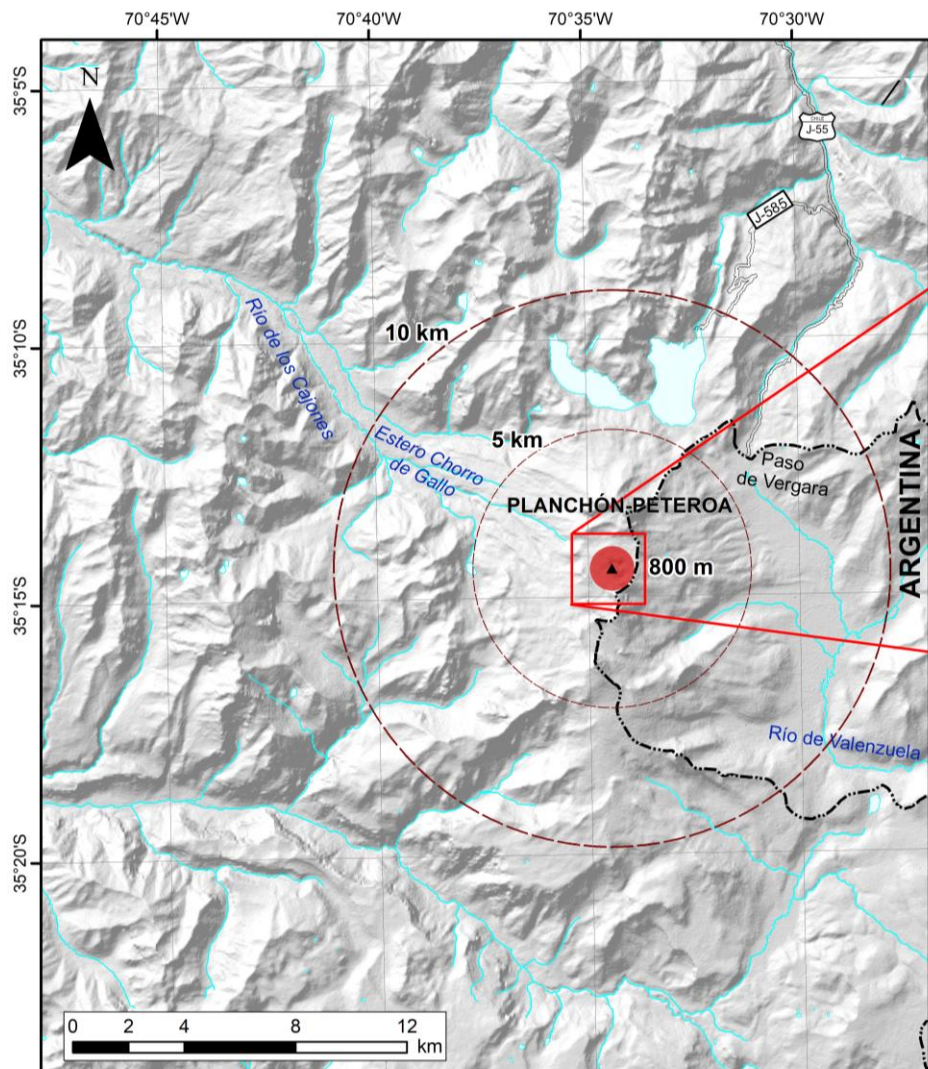 70°45'W
70°40'W
70°35'W
70°30'W
35°5'S
35°10'S
35°15'S
35°20'S
N
CHILE
J-55
J-585
10 km
Río de los Cajones
5 km
Estero Chorro
de Gallo
Paso
de Vergara
ARGENTINA
PLANCHÓN-PETEROA
800 m
Río de Valenzuela
0 2 4 8 12
km